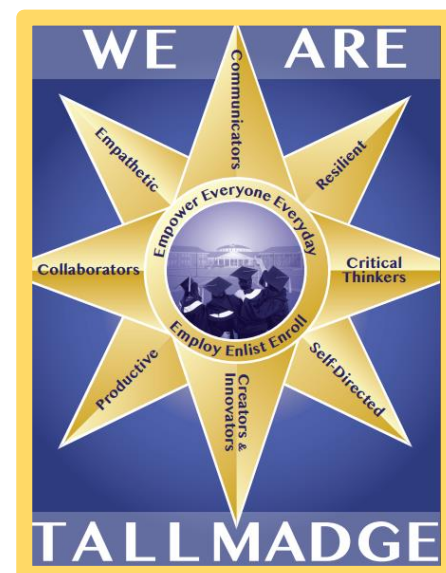 WE ARE
Communicators
Empathetic
Resilient
Empower Everyone Everyday
Collaborators
Critical
Thinkers
Employ Enlist Enroll
Productive
Self-Directed
Creators &
Innovators
TALLMADGE